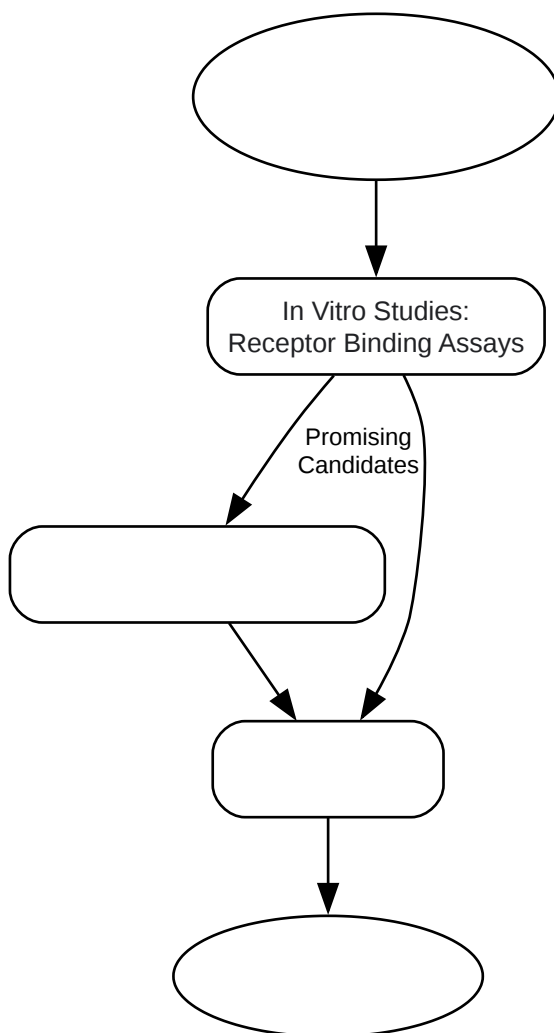 In Vitro Studies:
Receptor Binding Assays
Promising
Candidates